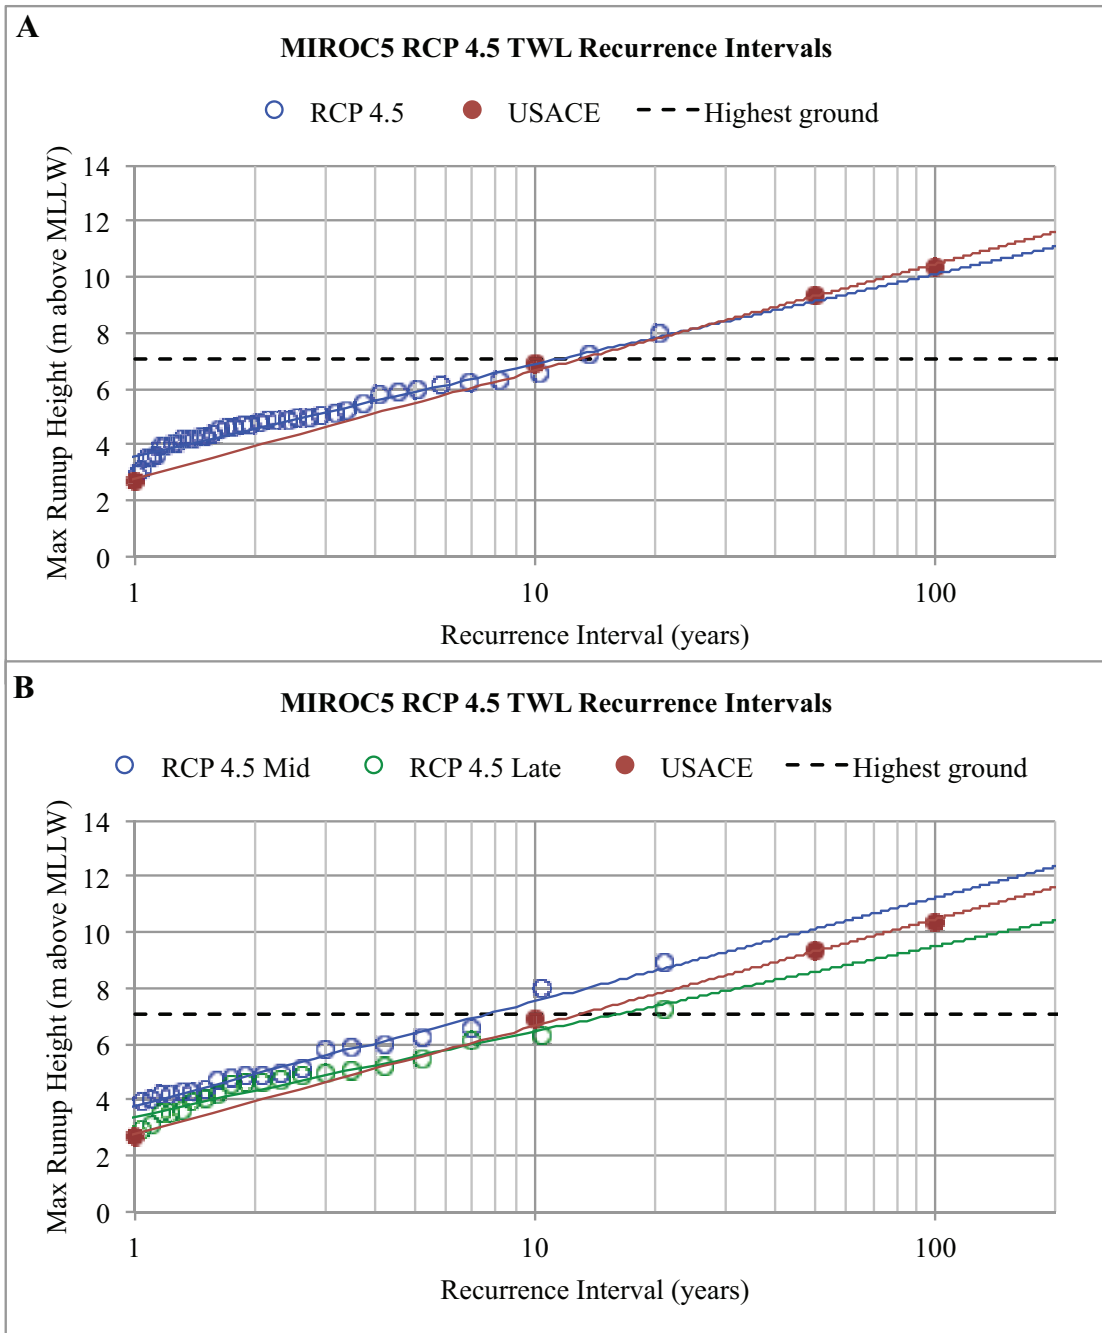 A
MIROC5 RCP 4.5 TWL Recurrence Intervals
RCP 4.5
USACE
Highest ground
Max Runup Height (m above MLLW)
14
12
10
8
6
4
2
0
1
10
100
Recurrence Interval (years)
B
MIROC5 RCP 4.5 TWL Recurrence Intervals
RCP 4.5 Mid
RCP 4.5 Late
USACE
Highest ground
Max Runup Height (m above MLLW)
14
12
10
8
6
4
2
0
1
10
100
Recurrence Interval (years)